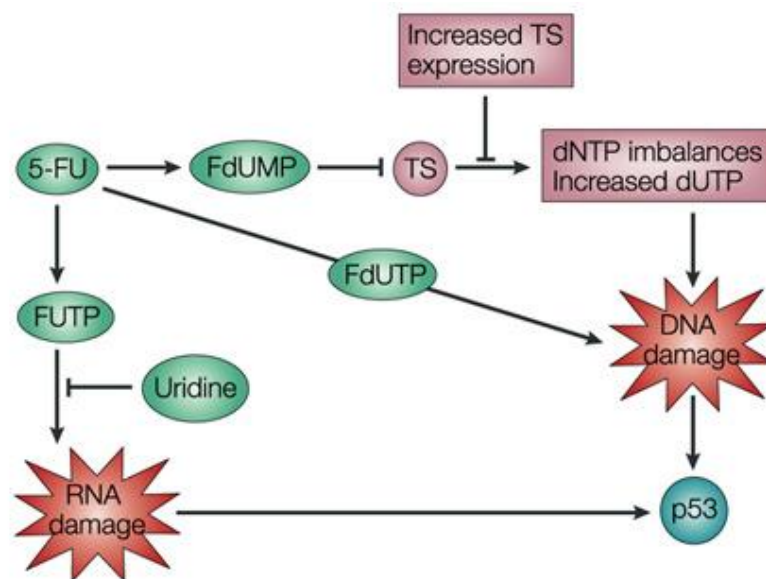 Increased TS
expression
5-FU
FdUMP
TS
dNTP imbalances
Increased dUTP
FdUTP
FUTP
DNA
damage
Uridine
RNA
damage
p53